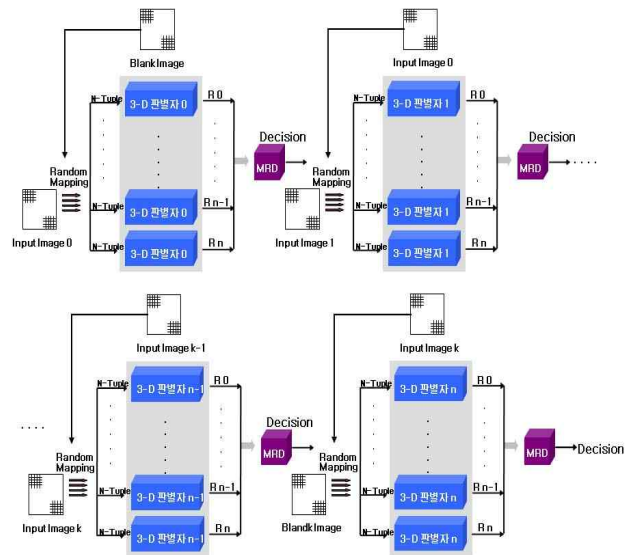 Blank Image
N-Tuple
3-D 판별자 0
R 0
Decision
Random
Mapping
MRD
N-Tuple
3-D 판별자 0
R n-1
Input Image 0
N-Tuple
3-D 판별자 0
R n
Input Image 0
N-Tuple
3-D 판별자 1
R 0
Decision
Random
Mapping
MRD
. . . .
N-Tuple
3-D 판별자 1
R n-1
Input Image 1
N-Tuple
3-D 판별자 1
R n
Input Image k-1
N-Tuple
3-D 판별자 n-1
R 0
Decision
. . . .
Random
Mapping
MRD
N-Tuple
3-D 판별자 n-1
R n-1
Input Image k
N-Tuple
3-D 판별자 n-1
R n
Input Image k
N-Tuple
3-D 판별자 n
R 0
Random
Mapping
MRD
Decision
N-Tuple
3-D 판별자 n
R n-1
Blandk Image
N-Tuple
3-D 판별자 n
R n